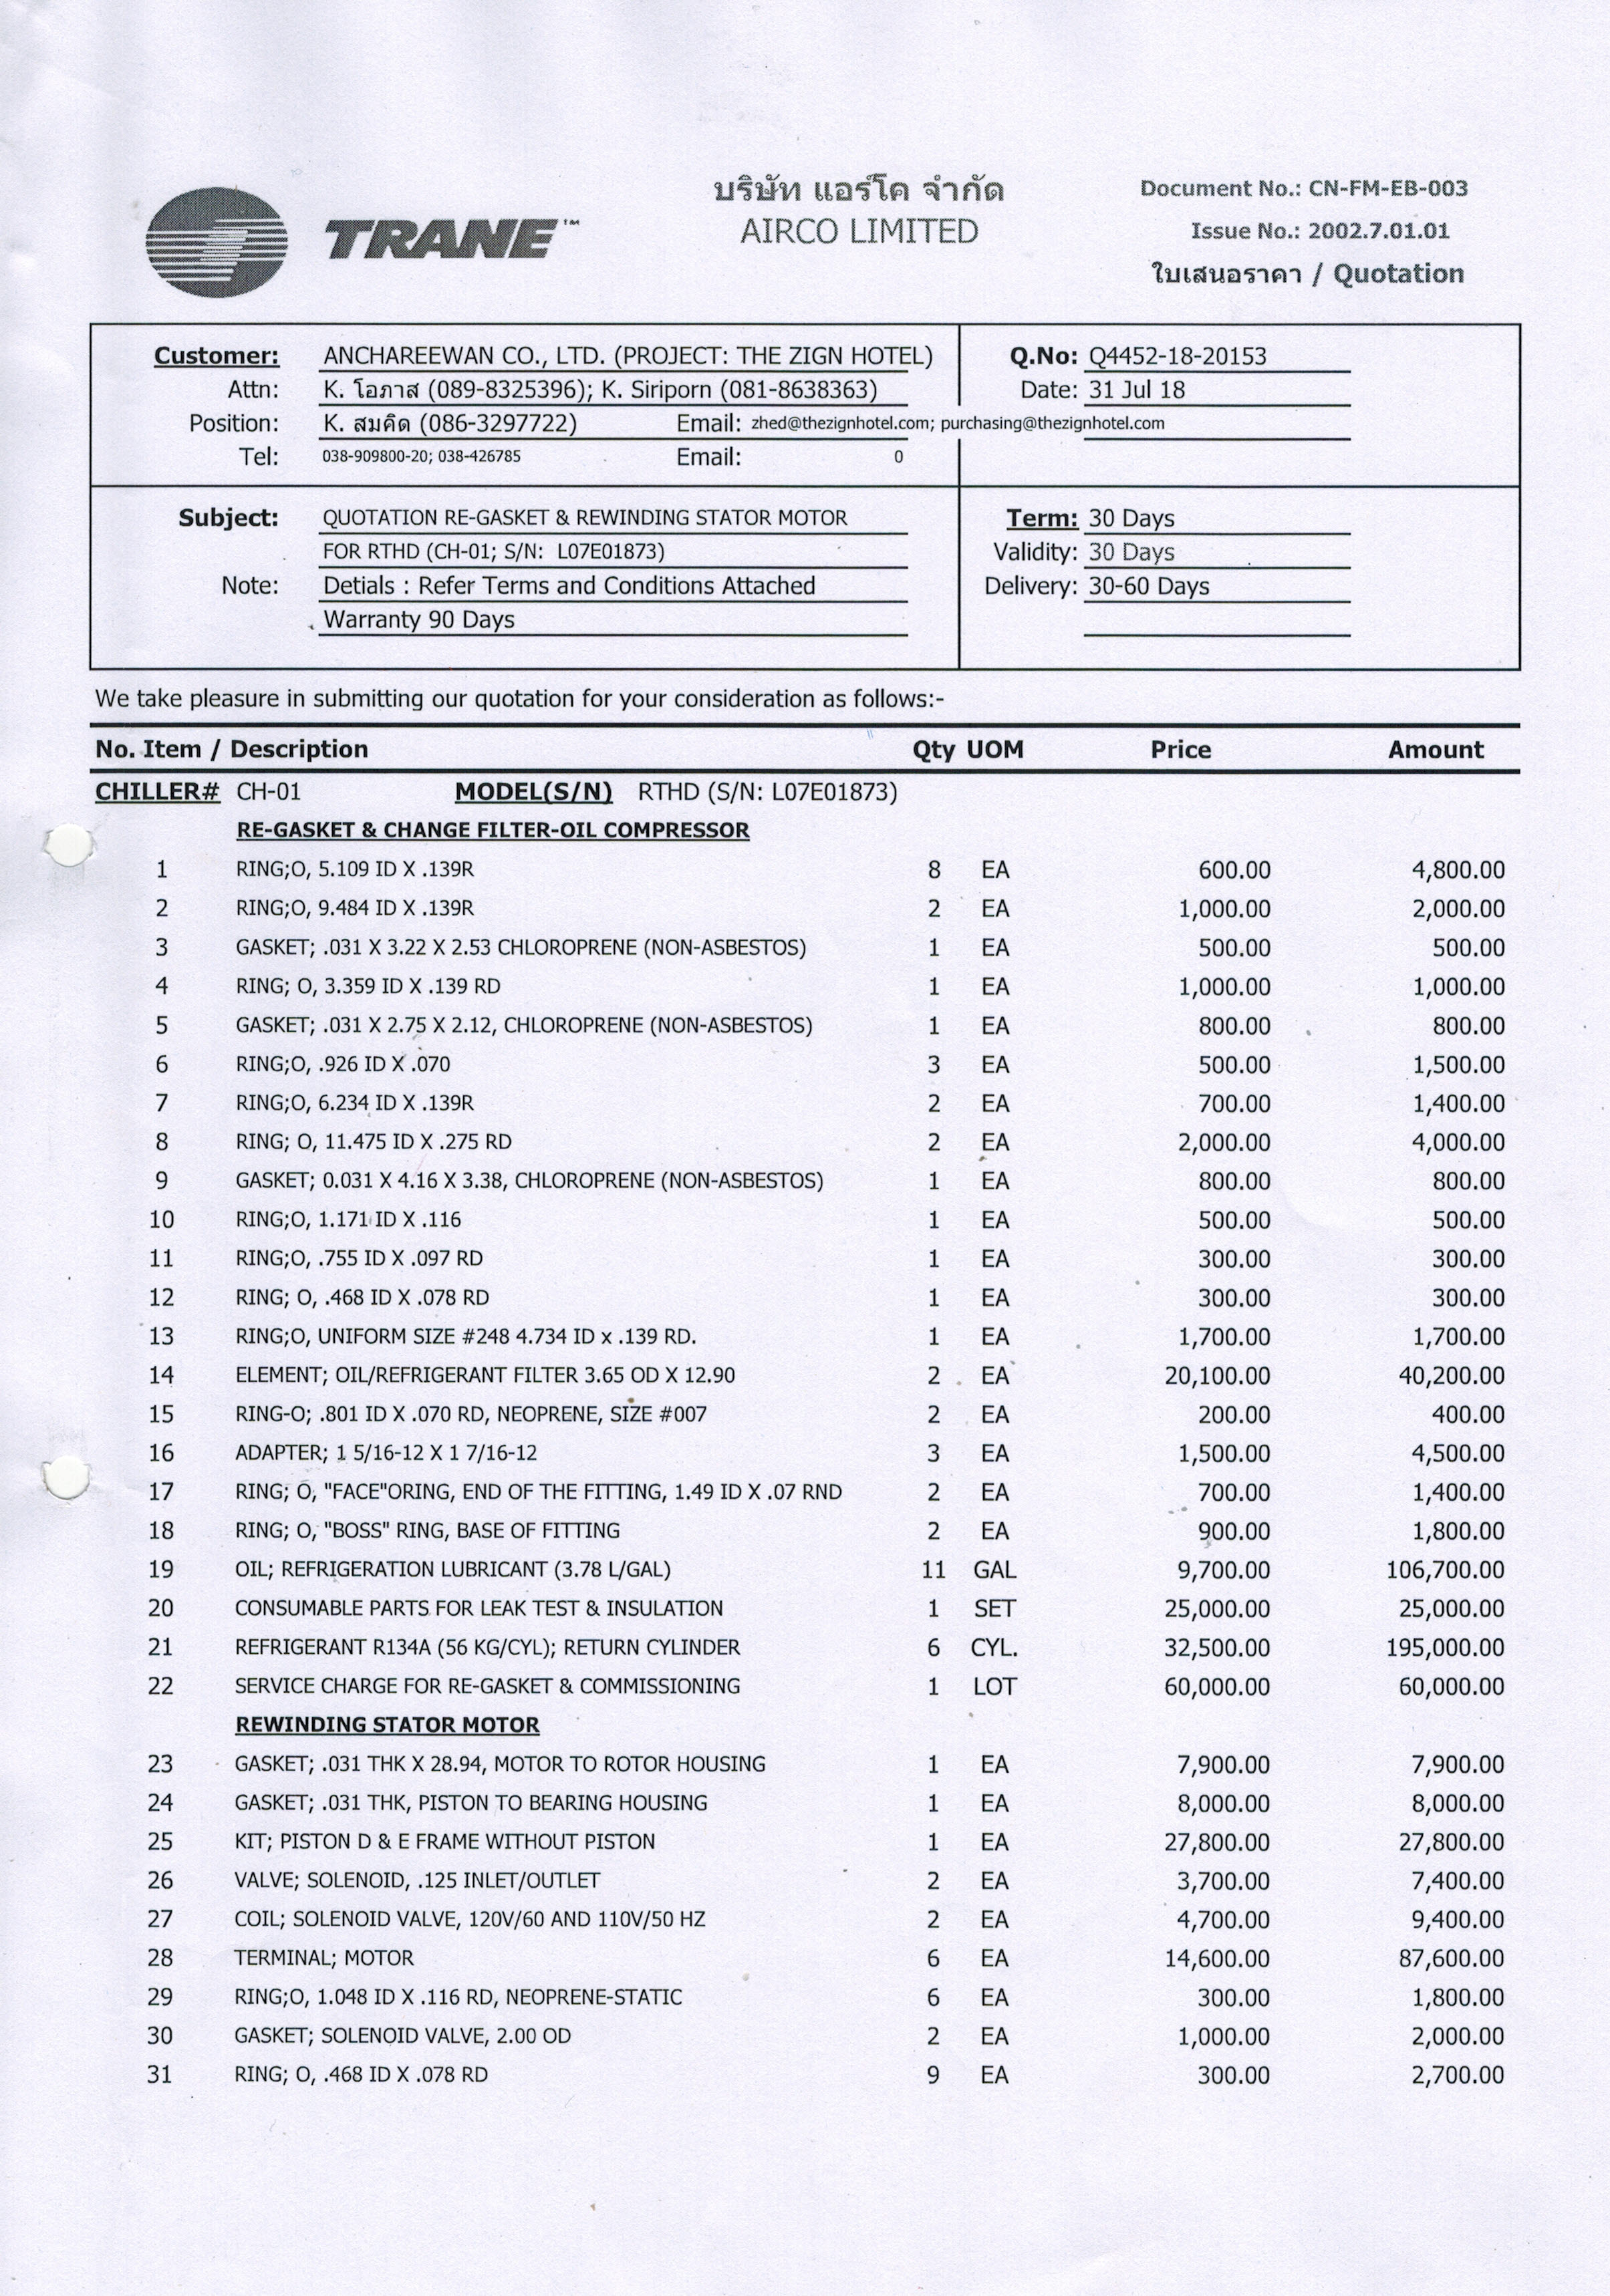 TRANE™
บริษัท แอร์โค จำกัด
AIRCO LIMITED
Document No.: CN-FM-EB-003
Issue No.: 2002.7.01.01
ใบเสนอราคา / Quotation
Customer: ANCHAREEWAN CO., LTD. (PROJECT: THE ZIGN HOTEL) Q.No: Q4452-18-20153
Attn: K. โอภาส (089-8325396); K. Siriporn (081-8638363) Date: 31 Jul 18
Position: K. สมคิด (086-3297722) Email: zhed@thezignhotel.com; purchasing@thezignhotel.com
Tel: 038-909800-20; 038-426785 Email: 0
Subject: QUOTATION RE-GASKET & REWINDING STATOR MOTOR Term: 30 Days
FOR RTHD (CH-01; S/N: L07E01873) Validity: 30 Days
Note: Detials : Refer Terms and Conditions Attached Delivery: 30-60 Days
Warranty 90 Days
We take pleasure in submitting our quotation for your consideration as follows:-
No. Item / Description Qty UOM Price Amount
CHILLER# CH-01 MODEL(S/N) RTHD (S/N: L07E01873)
RE-GASKET & CHANGE FILTER-OIL COMPRESSOR
1 RING;O, 5.109 ID X .139R 8 EA 600.00 4,800.00
2 RING;O, 9.484 ID X .139R 2 EA 1,000.00 2,000.00
3 GASKET; .031 X 3.22 X 2.53 CHLOROPRENE (NON-ASBESTOS) 1 EA 500.00 500.00
4 RING; O, 3.359 ID X .139 RD 1 EA 1,000.00 1,000.00
5 GASKET; .031 X 2.75 X 2.12, CHLOROPRENE (NON-ASBESTOS) 1 EA 800.00 800.00
6 RING;O, .926 ID X .070 3 EA 500.00 1,500.00
7 RING;O, 6.234 ID X .139R 2 EA 700.00 1,400.00
8 RING; O, 11.475 ID X .275 RD 2 EA 2,000.00 4,000.00
9 GASKET; 0.031 X 4.16 X 3.38, CHLOROPRENE (NON-ASBESTOS) 1 EA 800.00 800.00
10 RING;O, 1.171 ID X .116 1 EA 500.00 500.00
11 RING;O, .755 ID X .097 RD 1 EA 300.00 300.00
12 RING; O, .468 ID X .078 RD 1 EA 300.00 300.00
13 RING;O, UNIFORM SIZE #248 4.734 ID x .139 RD. 1 EA 1,700.00 1,700.00
14 ELEMENT; OIL/REFRIGERANT FILTER 3.65 OD X 12.90 2 EA 20,100.00 40,200.00
15 RING-O; .801 ID X .070 RD, NEOPRENE, SIZE #007 2 EA 200.00 400.00
16 ADAPTER; 1 5/16-12 X 1 7/16-12 3 EA 1,500.00 4,500.00
17 RING; O, "FACE"ORING, END OF THE FITTING, 1.49 ID X .07 RND 2 EA 700.00 1,400.00
18 RING; O, "BOSS" RING, BASE OF FITTING 2 EA 900.00 1,800.00
19 OIL; REFRIGERATION LUBRICANT (3.78 L/GAL) 11 GAL 9,700.00 106,700.00
20 CONSUMABLE PARTS FOR LEAK TEST & INSULATION 1 SET 25,000.00 25,000.00
21 REFRIGERANT R134A (56 KG/CYL); RETURN CYLINDER 6 CYL. 32,500.00 195,000.00
22 SERVICE CHARGE FOR RE-GASKET & COMMISSIONING 1 LOT 60,000.00 60,000.00
REWINDING STATOR MOTOR
23 GASKET; .031 THK X 28.94, MOTOR TO ROTOR HOUSING 1 EA 7,900.00 7,900.00
24 GASKET; .031 THK, PISTON TO BEARING HOUSING 1 EA 8,000.00 8,000.00
25 KIT; PISTON D & E FRAME WITHOUT PISTON 1 EA 27,800.00 27,800.00
26 VALVE; SOLENOID, .125 INLET/OUTLET 2 EA 3,700.00 7,400.00
27 COIL; SOLENOID VALVE, 120V/60 AND 110V/50 HZ 2 EA 4,700.00 9,400.00
28 TERMINAL; MOTOR 6 EA 14,600.00 87,600.00
29 RING;O, 1.048 ID X .116 RD, NEOPRENE-STATIC 6 EA 300.00 1,800.00
30 GASKET; SOLENOID VALVE, 2.00 OD 2 EA 1,000.00 2,000.00
31 RING; O, .468 ID X .078 RD 9 EA 300.00 2,700.00